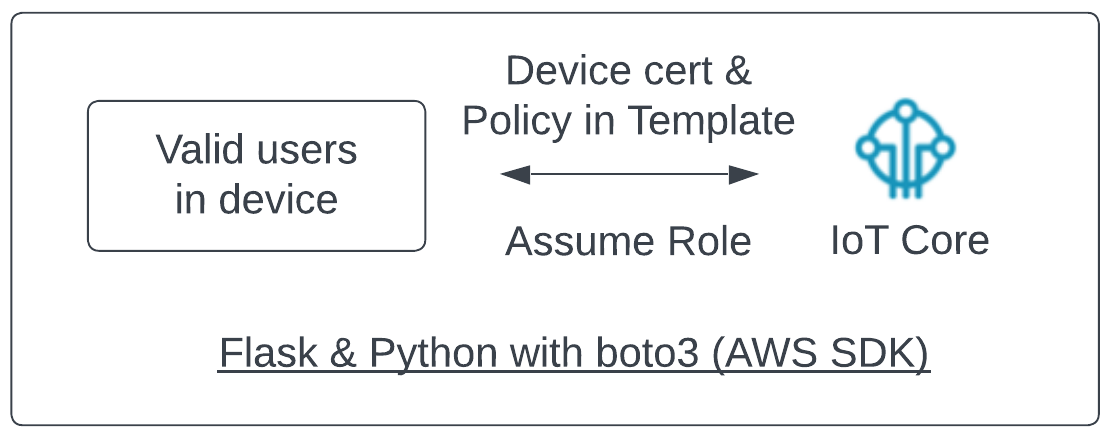 Device cert &
Policy in Template
Valid users
in device
Assume Role
IoT Core
Flask & Python with boto3 (AWS SDK)